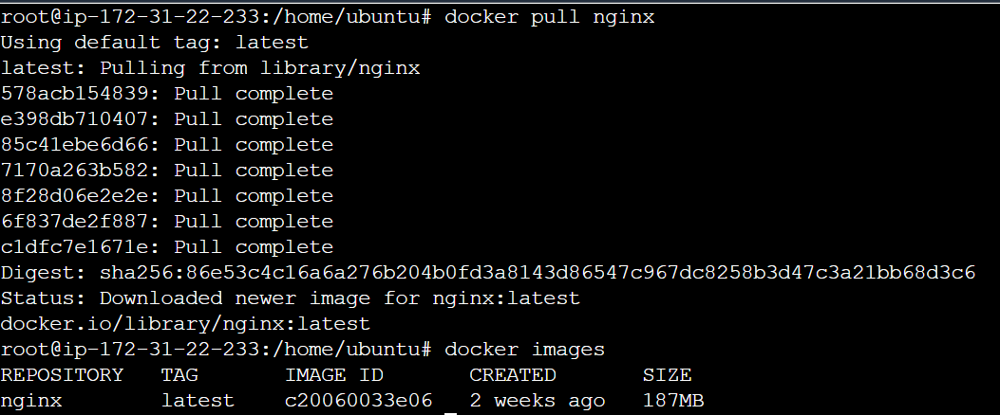 root@ip-172-31-22-233:/home/ubuntu# docker pull nginx
Using default tag: latest
latest: Pulling from library/nginx
578acb154839: Pull complete
e398db710407: Pull complete
85c41ebe6d66: Pull complete
7170a263b582: Pull complete
8f28d06e2e2e: Pull complete
6f837de2f887: Pull complete
c1dfc7e1671e: Pull complete
Digest: sha256:86e53c4c16a6a276b204b0fd3a8143d86547c967dc8258b3d47c3a21bb68d3c6
Status: Downloaded newer image for nginx:latest
docker.io/library/nginx:latest
root@ip-172-31-22-233:/home/ubuntu# docker images
REPOSITORY   TAG       IMAGE ID       CREATED       SIZE
nginx        latest    c20060033e06   2 weeks ago   187MB